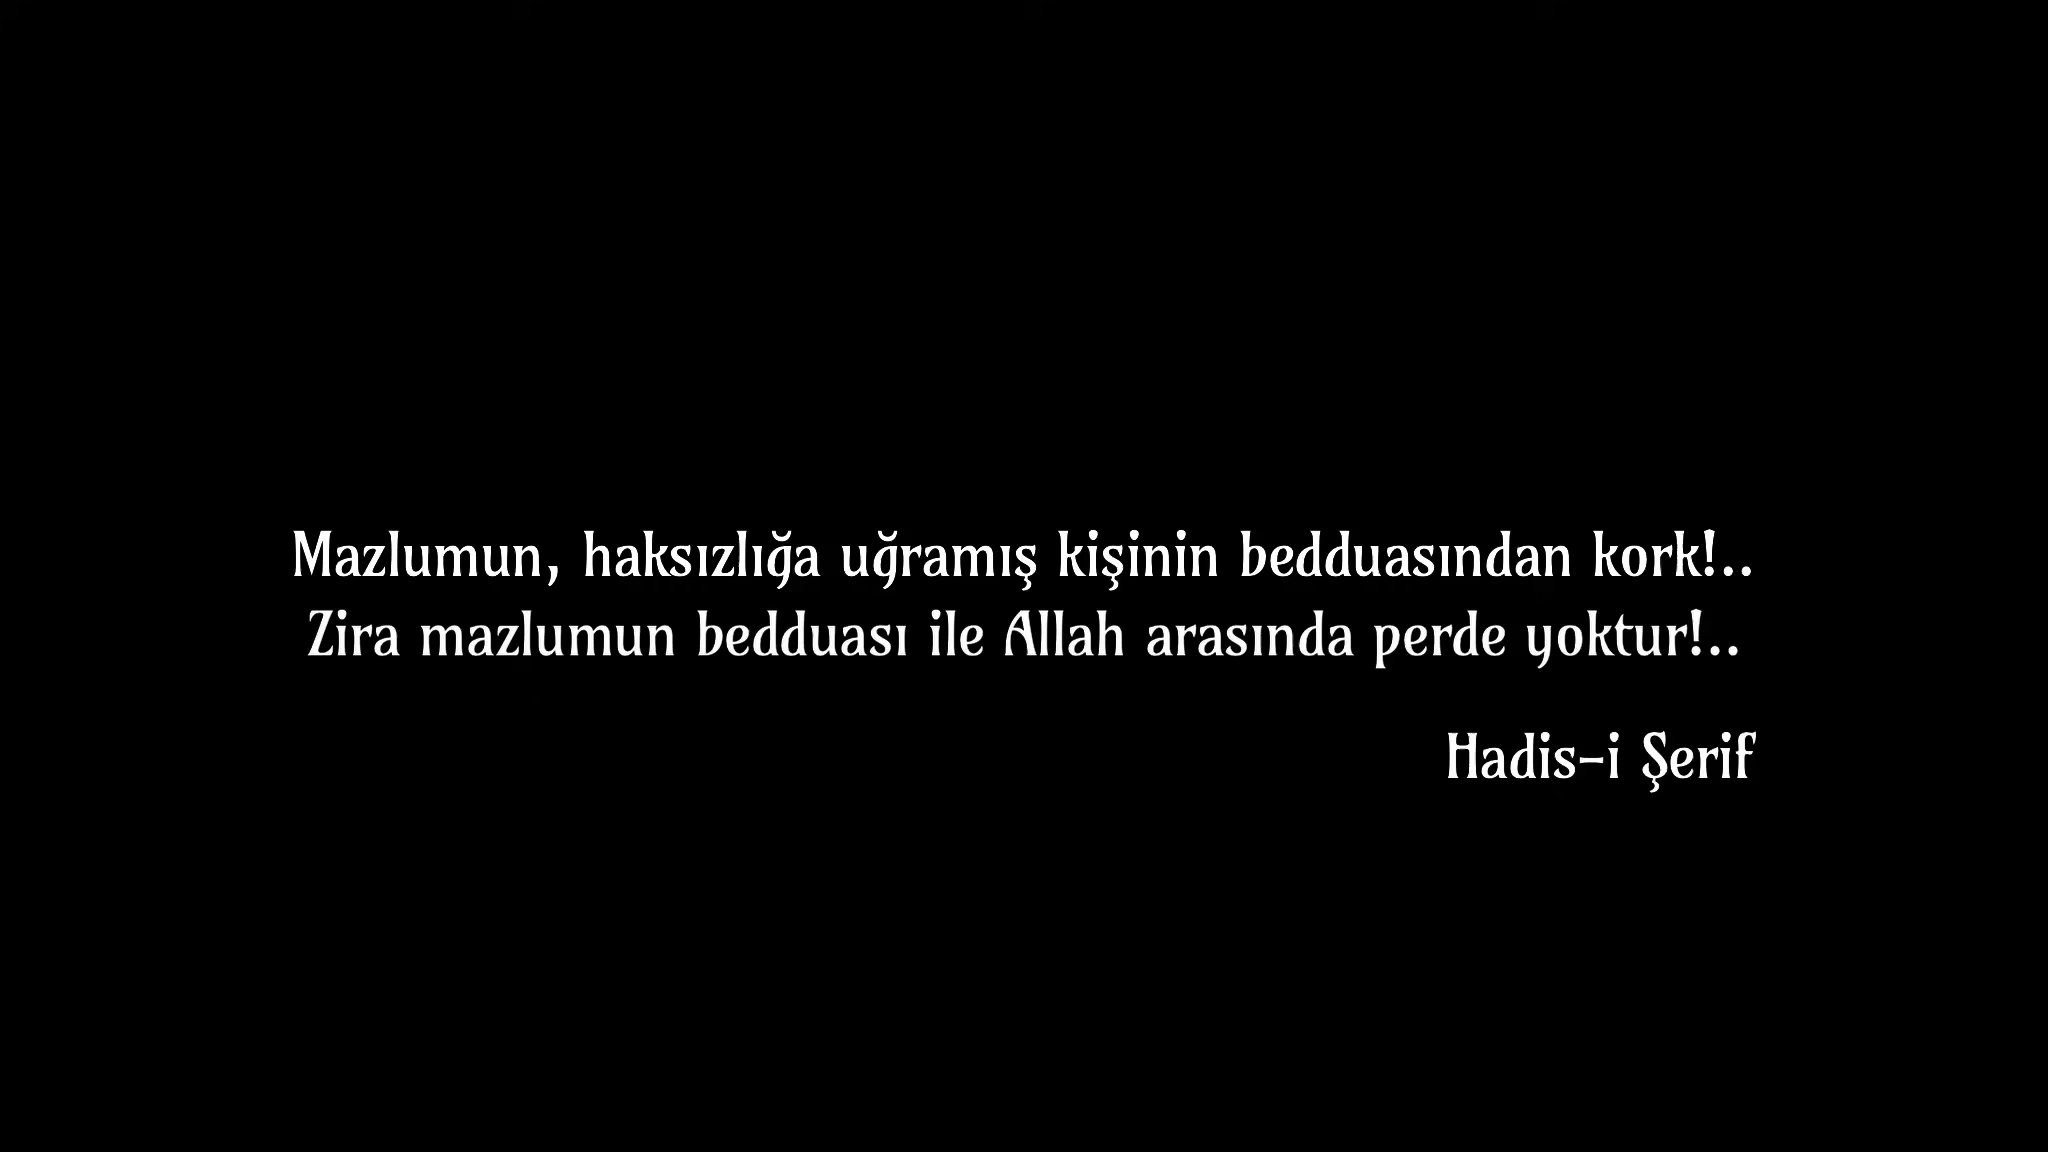 Mazlumun, haksızlığa uğramış kişinin bedduasından kork!..
Zira mazlumun bedduası ile Allah arasında perde yoktur!..
Hadis-i Şerif